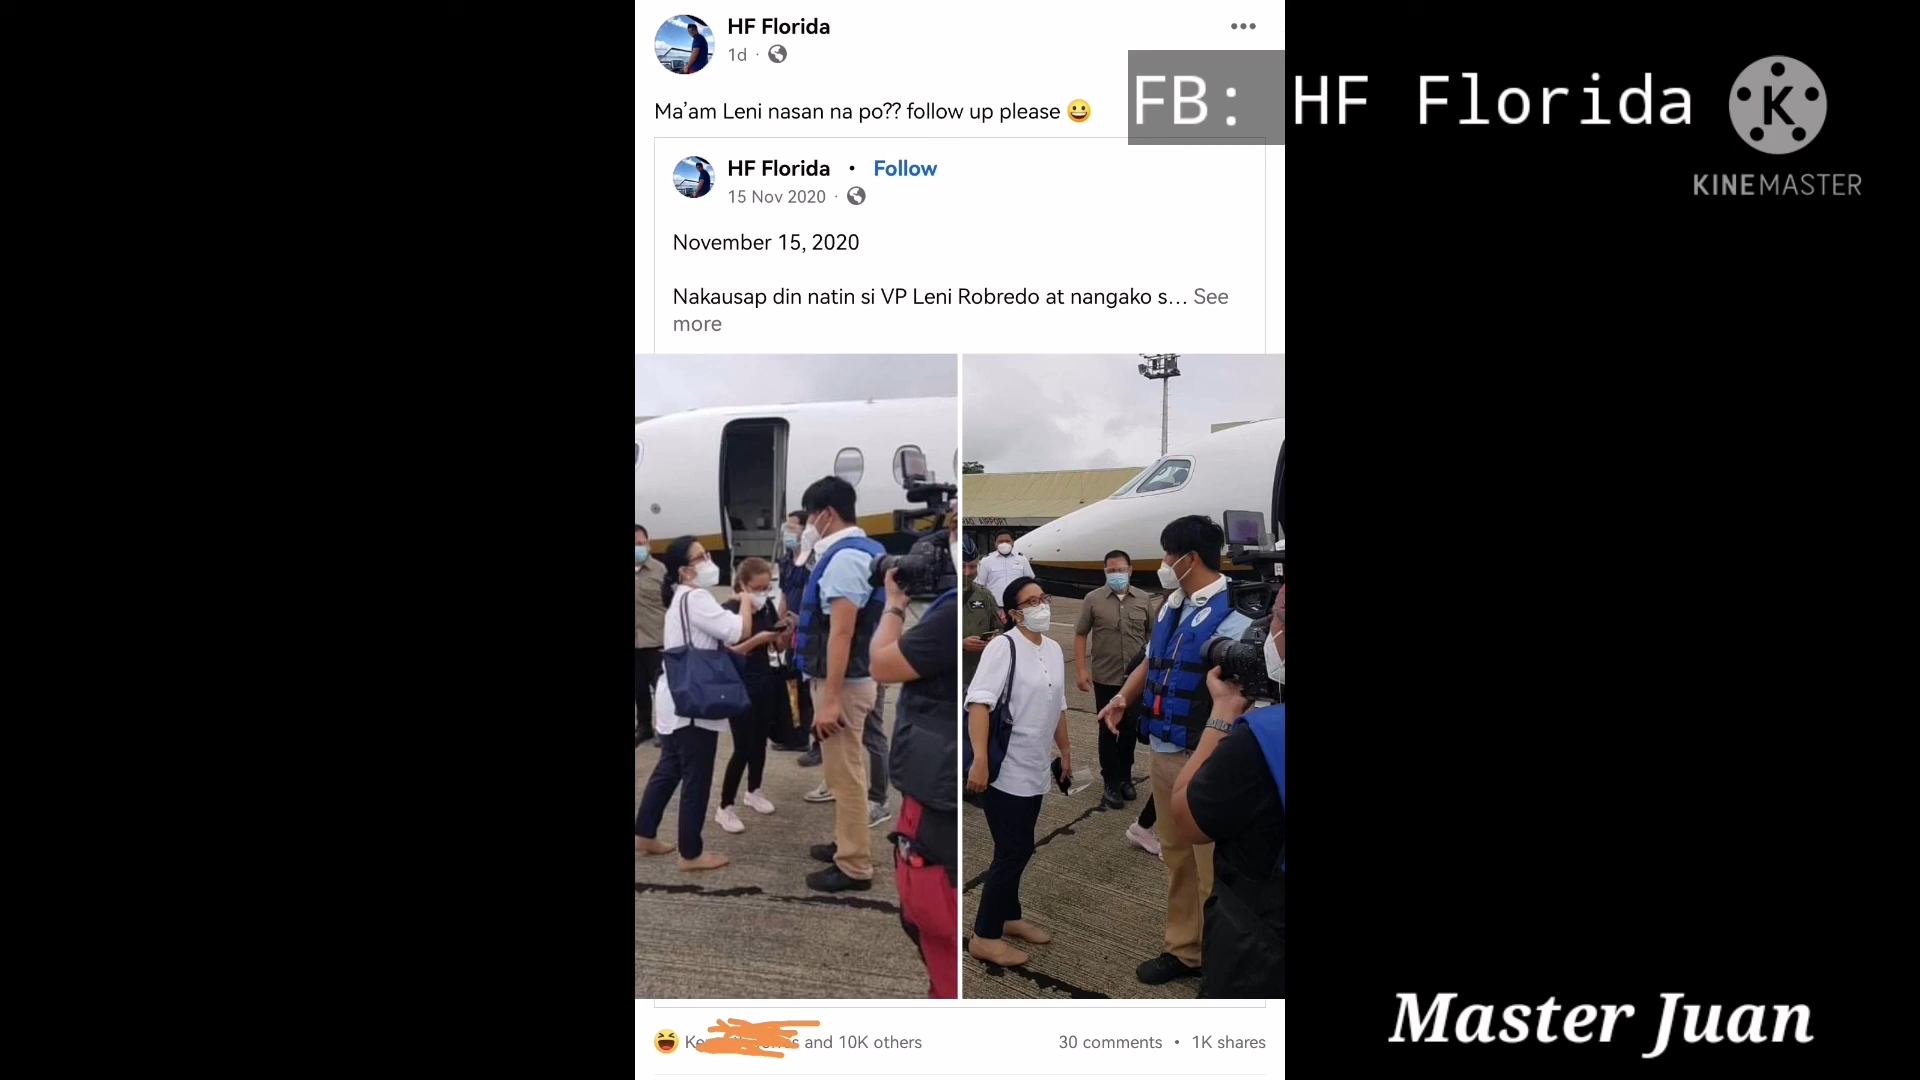 HF Florida
1d ·
Ma'am Leni nasan na po?? follow up please
FB: HF Florida
K
KINEMASTER
HF Florida • Follow
15 Nov 2020 ·
November 15, 2020
Nakausap din natin si VP Leni Robredo at nangako s... See
more
AIRPORT
and 10K others
30 comments • 1K shares
Master Juan